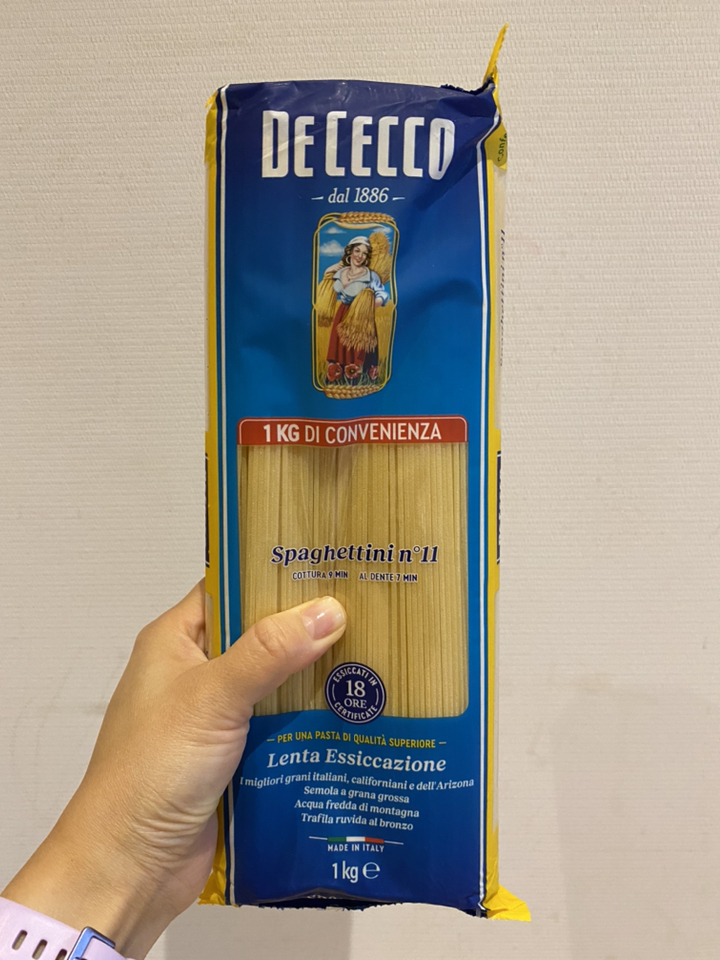 DE CECCO
dal 1886
1 KG DI CONVENIENZA
Spaghettini n°11
COTTURA 9 MIN AL DENTE 7 MIN
ESSICCATI IN
18
ORE
CERTIFICATE
PER UNA PASTA DI QUALITÀ SUPERIORE
Lenta Essiccazione
I migliori grani italiani, californiani e dell'Arizona
Semola a grana grossa
Acqua fredda di montagna
Trafila ruvida al bronzo
MADE IN ITALY
1 kg ℮